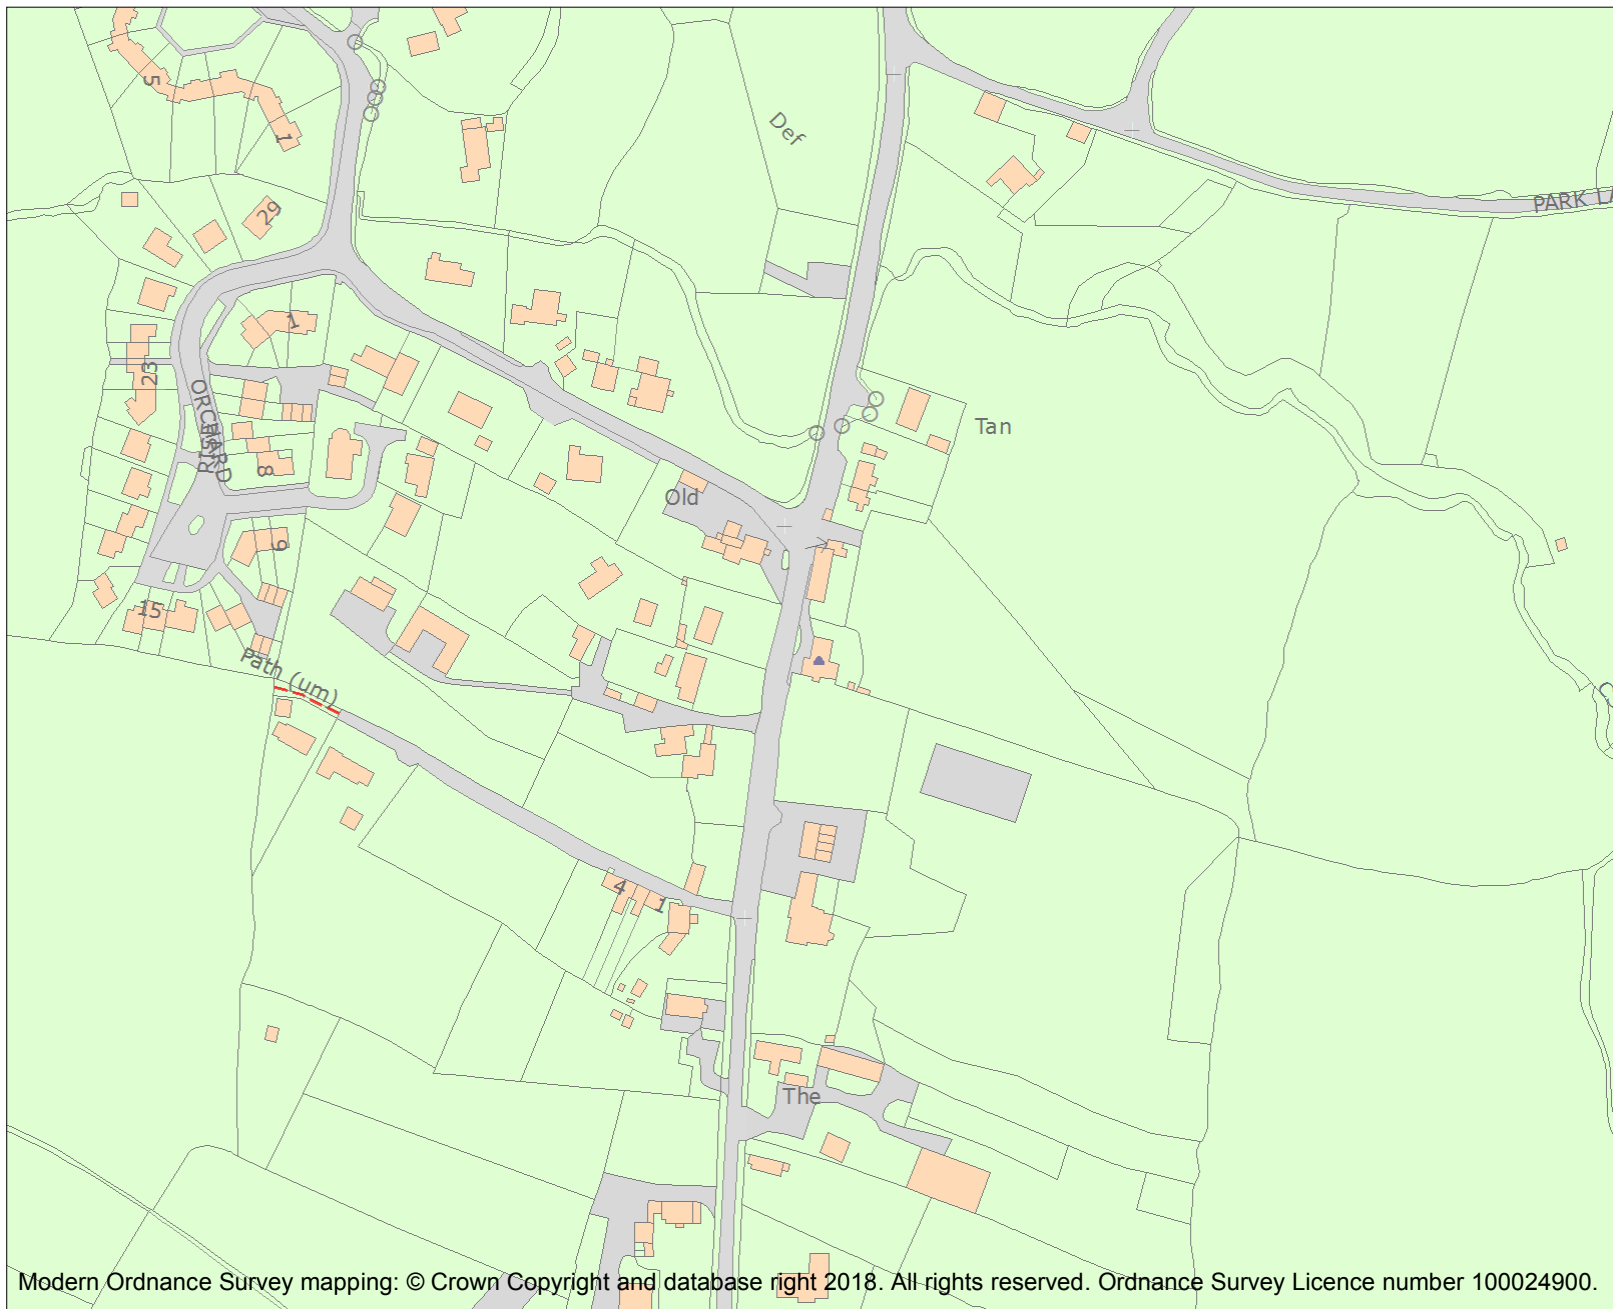 5
1
Def
29
PARK LA
1
23
ORCHARD
RISE
Tan
8
Old
9
15
Path (um)
4
1
The
Modern Ordnance Survey mapping: © Crown Copyright and database right 2018. All rights reserved. Ordnance Survey Licence number 100024900.